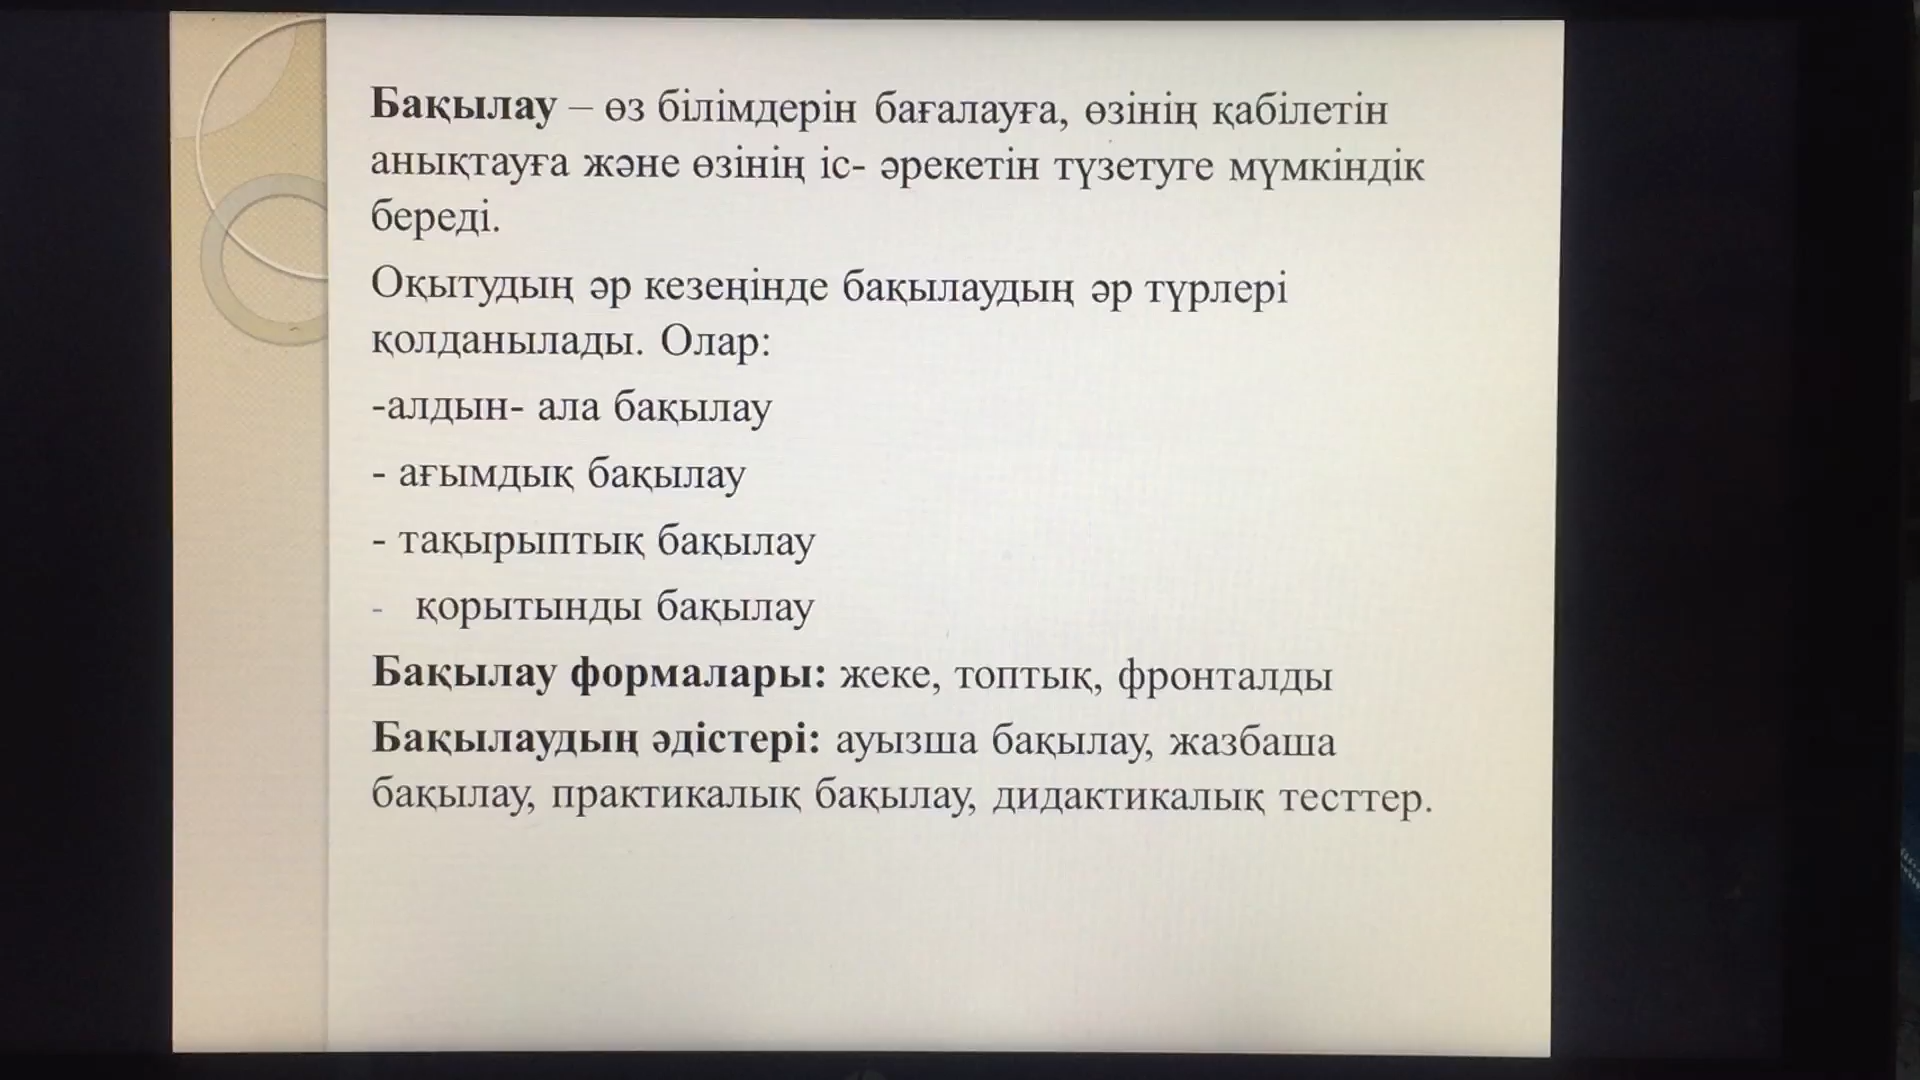 Бақылау – өз білімдерін бағалауға, өзінің қабілетін
анықтауға және өзінің іс- әрекетін түзетуге мүмкіндік
береді.
Оқытудың әр кезеңінде бақылаудың әр түрлері
қолданылады. Олар:
-алдын- ала бақылау
- ағымдық бақылау
- тақырыптық бақылау
- қорытынды бақылау
Бақылау формалары: жеке, топтық, фронталды
Бақылаудың әдістері: ауызша бақылау, жазбаша
бақылау, практикалық бақылау, дидактикалық тесттер.